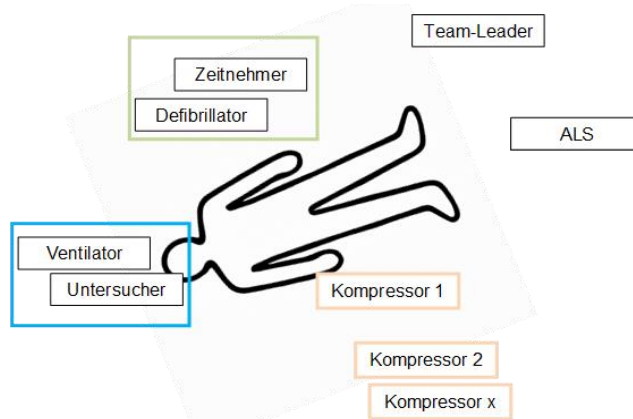 Team-Leader
Zeitnehmer
Defibrillator
ALS
Ventilator
Untersucher
Kompressor 1
Kompressor 2
Kompressor x